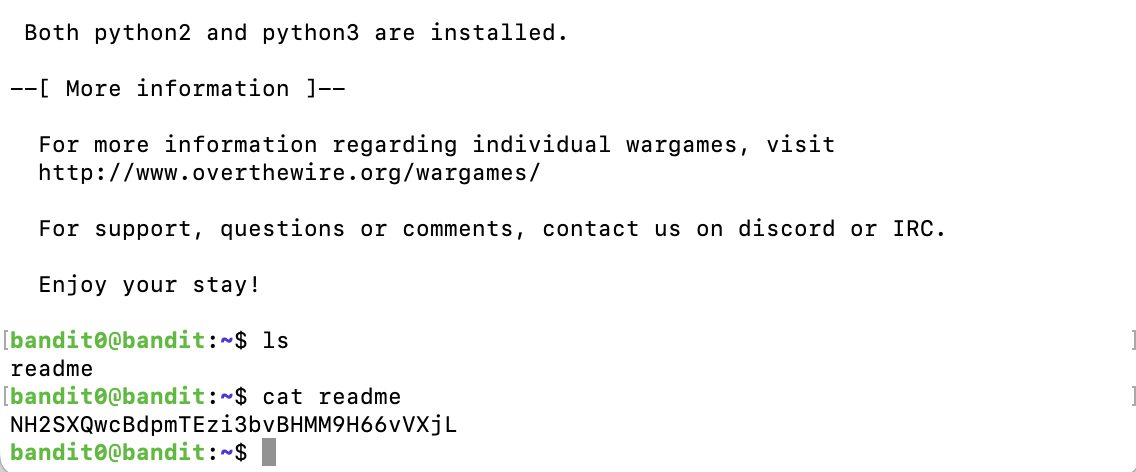 Both python2 and python3 are installed.
--[ More information ]--
For more information regarding individual wargames, visit
http://www.overthewire.org/wargames/
For support, questions or comments, contact us on discord or IRC.
Enjoy your stay!
[bandit0@bandit:~$ ls ]
readme
[bandit0@bandit:~$ cat readme ]
NH2SXQwcBdpmTEzi3bvBHMM9H66vVXjL
bandit0@bandit:~$